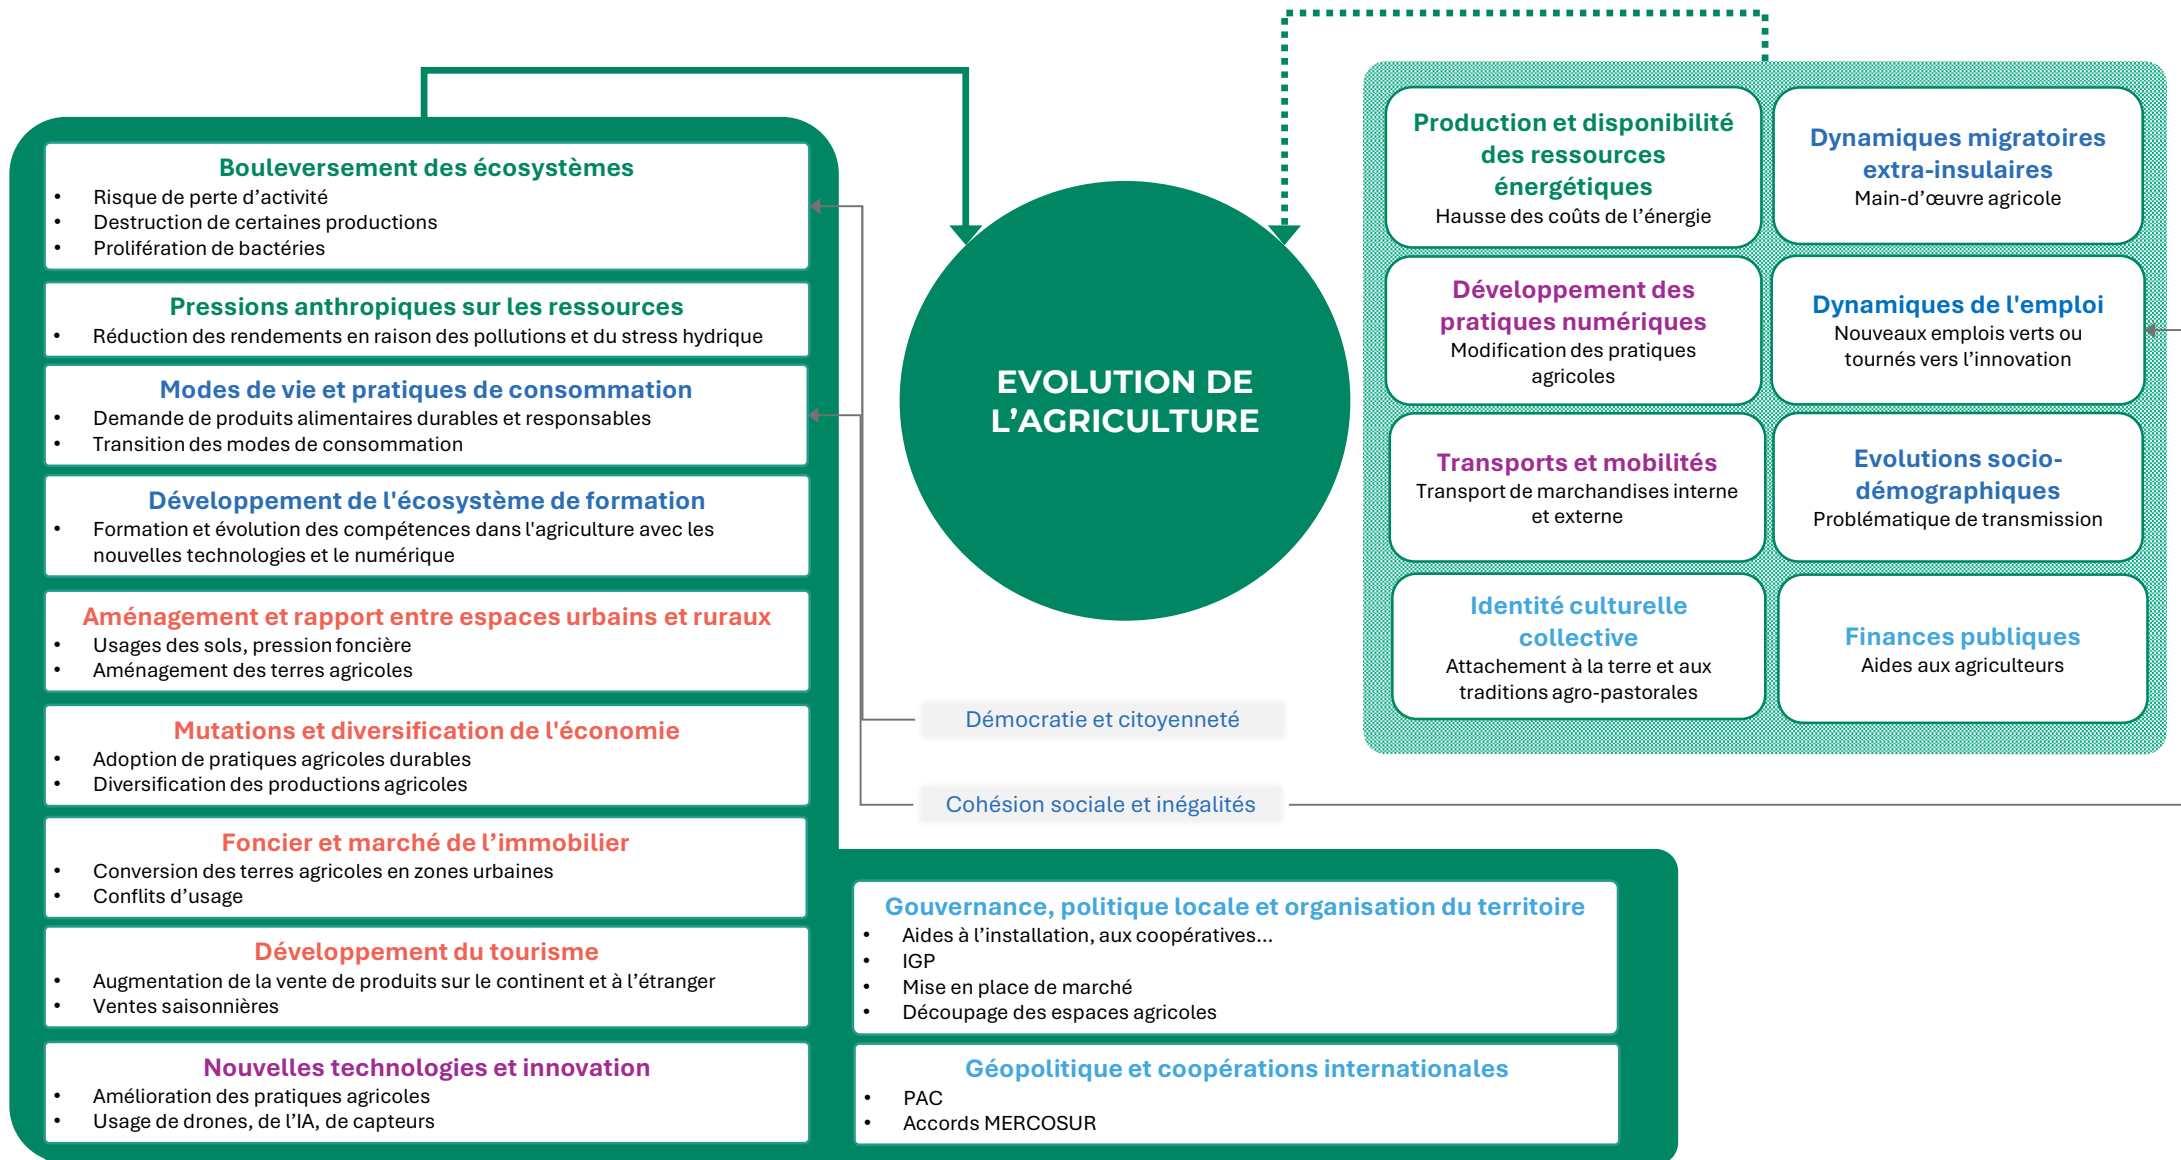 Bouleversement des écosystèmes
• Risque de perte d’activité
• Destruction de certaines productions
• Prolifération de bactéries
Pressions anthropiques sur les ressources
• Réduction des rendements en raison des pollutions et du stress hydrique
Modes de vie et pratiques de consommation
• Demande de produits alimentaires durables et responsables
• Transition des modes de consommation
Développement de l'écosystème de formation
• Formation et évolution des compétences dans l'agriculture avec les
nouvelles technologies et le numérique
Aménagement et rapport entre espaces urbains et ruraux
• Usages des sols, pression foncière
• Aménagement des terres agricoles
Mutations et diversification de l'économie
• Adoption de pratiques agricoles durables
• Diversification des productions agricoles
Foncier et marché de l’immobilier
• Conversion des terres agricoles en zones urbaines
• Conflits d’usage
Développement du tourisme
• Augmentation de la vente de produits sur le continent et à l’étranger
• Ventes saisonnières
Nouvelles technologies et innovation
• Amélioration des pratiques agricoles
• Usage de drones, de l’IA, de capteurs
Gouvernance, politique locale et organisation du territoire
• Aides à l’installation, aux coopératives...
• IGP
• Mise en place de marché
• Découpage des espaces agricoles
Géopolitique et coopérations internationales
• PAC
• Accords MERCOSUR
EVOLUTION DE
L’AGRICULTURE
Démocratie et citoyenneté
Cohésion sociale et inégalités
Production et disponibilité
des ressources
énergétiques
Hausse des coûts de l’énergie
Dynamiques migratoires
extra-insulaires
Main-d’œuvre agricole
Développement des
pratiques numériques
Modification des pratiques
agricoles
Dynamiques de l'emploi
Nouveaux emplois verts ou
tournés vers l’innovation
Transports et mobilités
Transport de marchandises interne
et externe
Evolutions socio-
démographiques
Problématique de transmission
Identité culturelle
collective
Attachement à la terre et aux
traditions agro-pastorales
Finances publiques
Aides aux agriculteurs